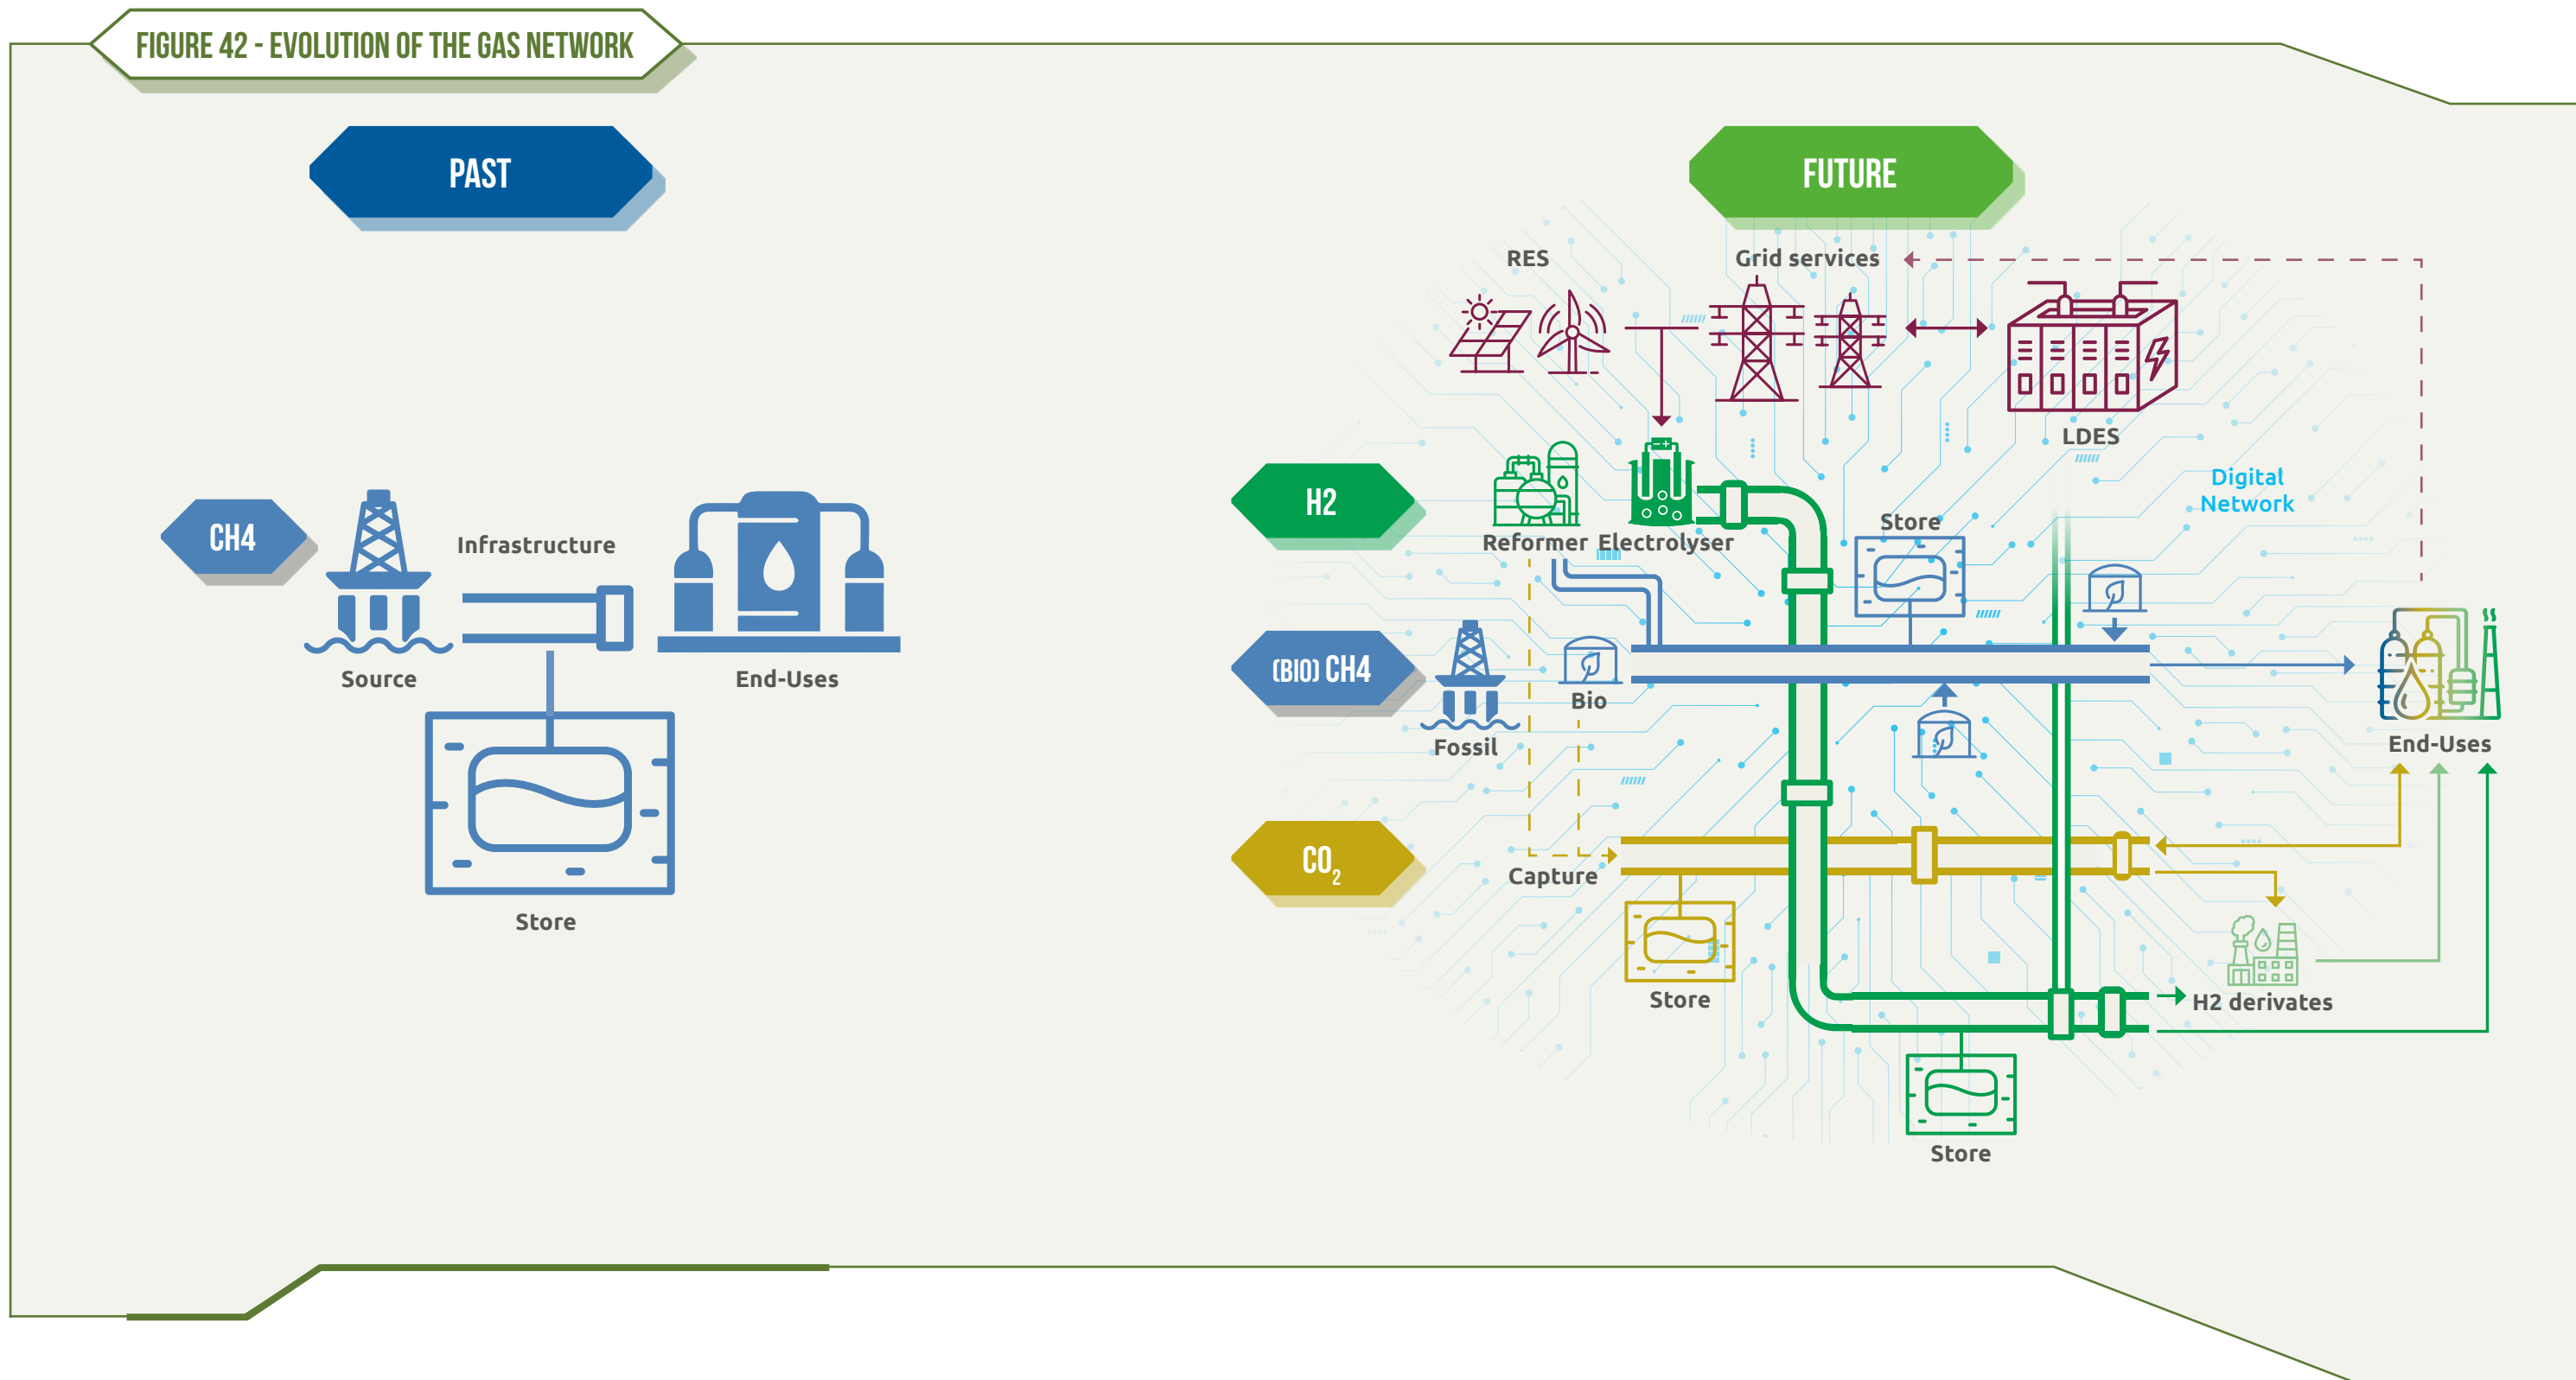 FIGURE 42 - EVOLUTION OF THE GAS NETWORK
PAST
CH4
Infrastructure
Source
End-Uses
Store
FUTURE
RES
Grid services
LDES
Digital
Network
H2
Reformer
Electrolyser
Store
(BIO) CH4
Bio
Fossil
End-Uses
CO2
Capture
Store
H2 derivates
Store